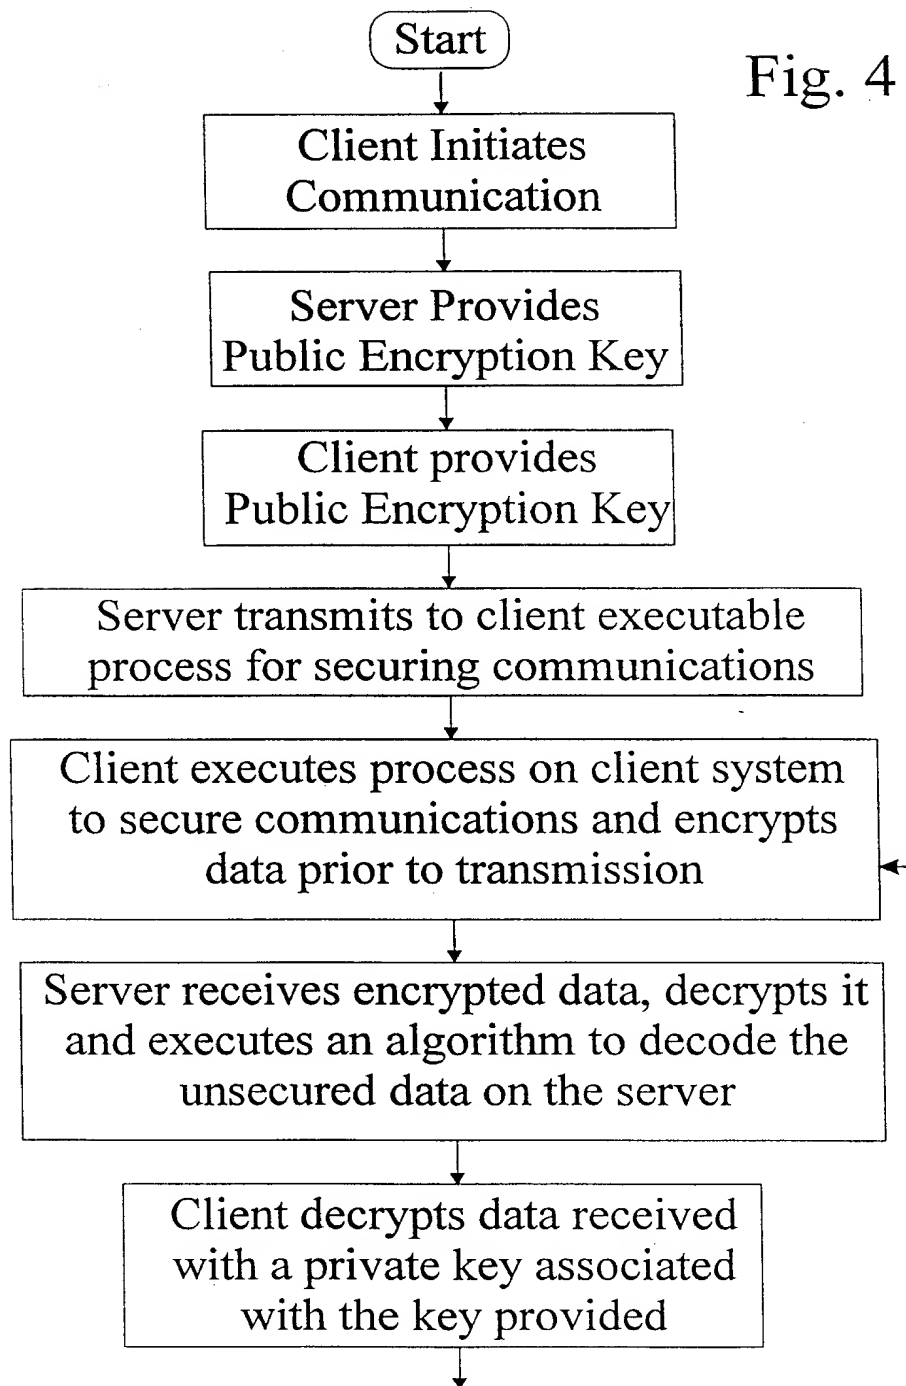 Start
Fig. 4
Client Initiates
Communication
Server Provides
Public Encryption Key
Client provides
Public Encryption Key
Server transmits to client executable
process for securing communications
Client executes process on client system
to secure communications and encrypts
data prior to transmission
Server receives encrypted data, decrypts it
and executes an algorithm to decode the
unsecured data on the server
Client decrypts data received
with a private key associated
with the key provided